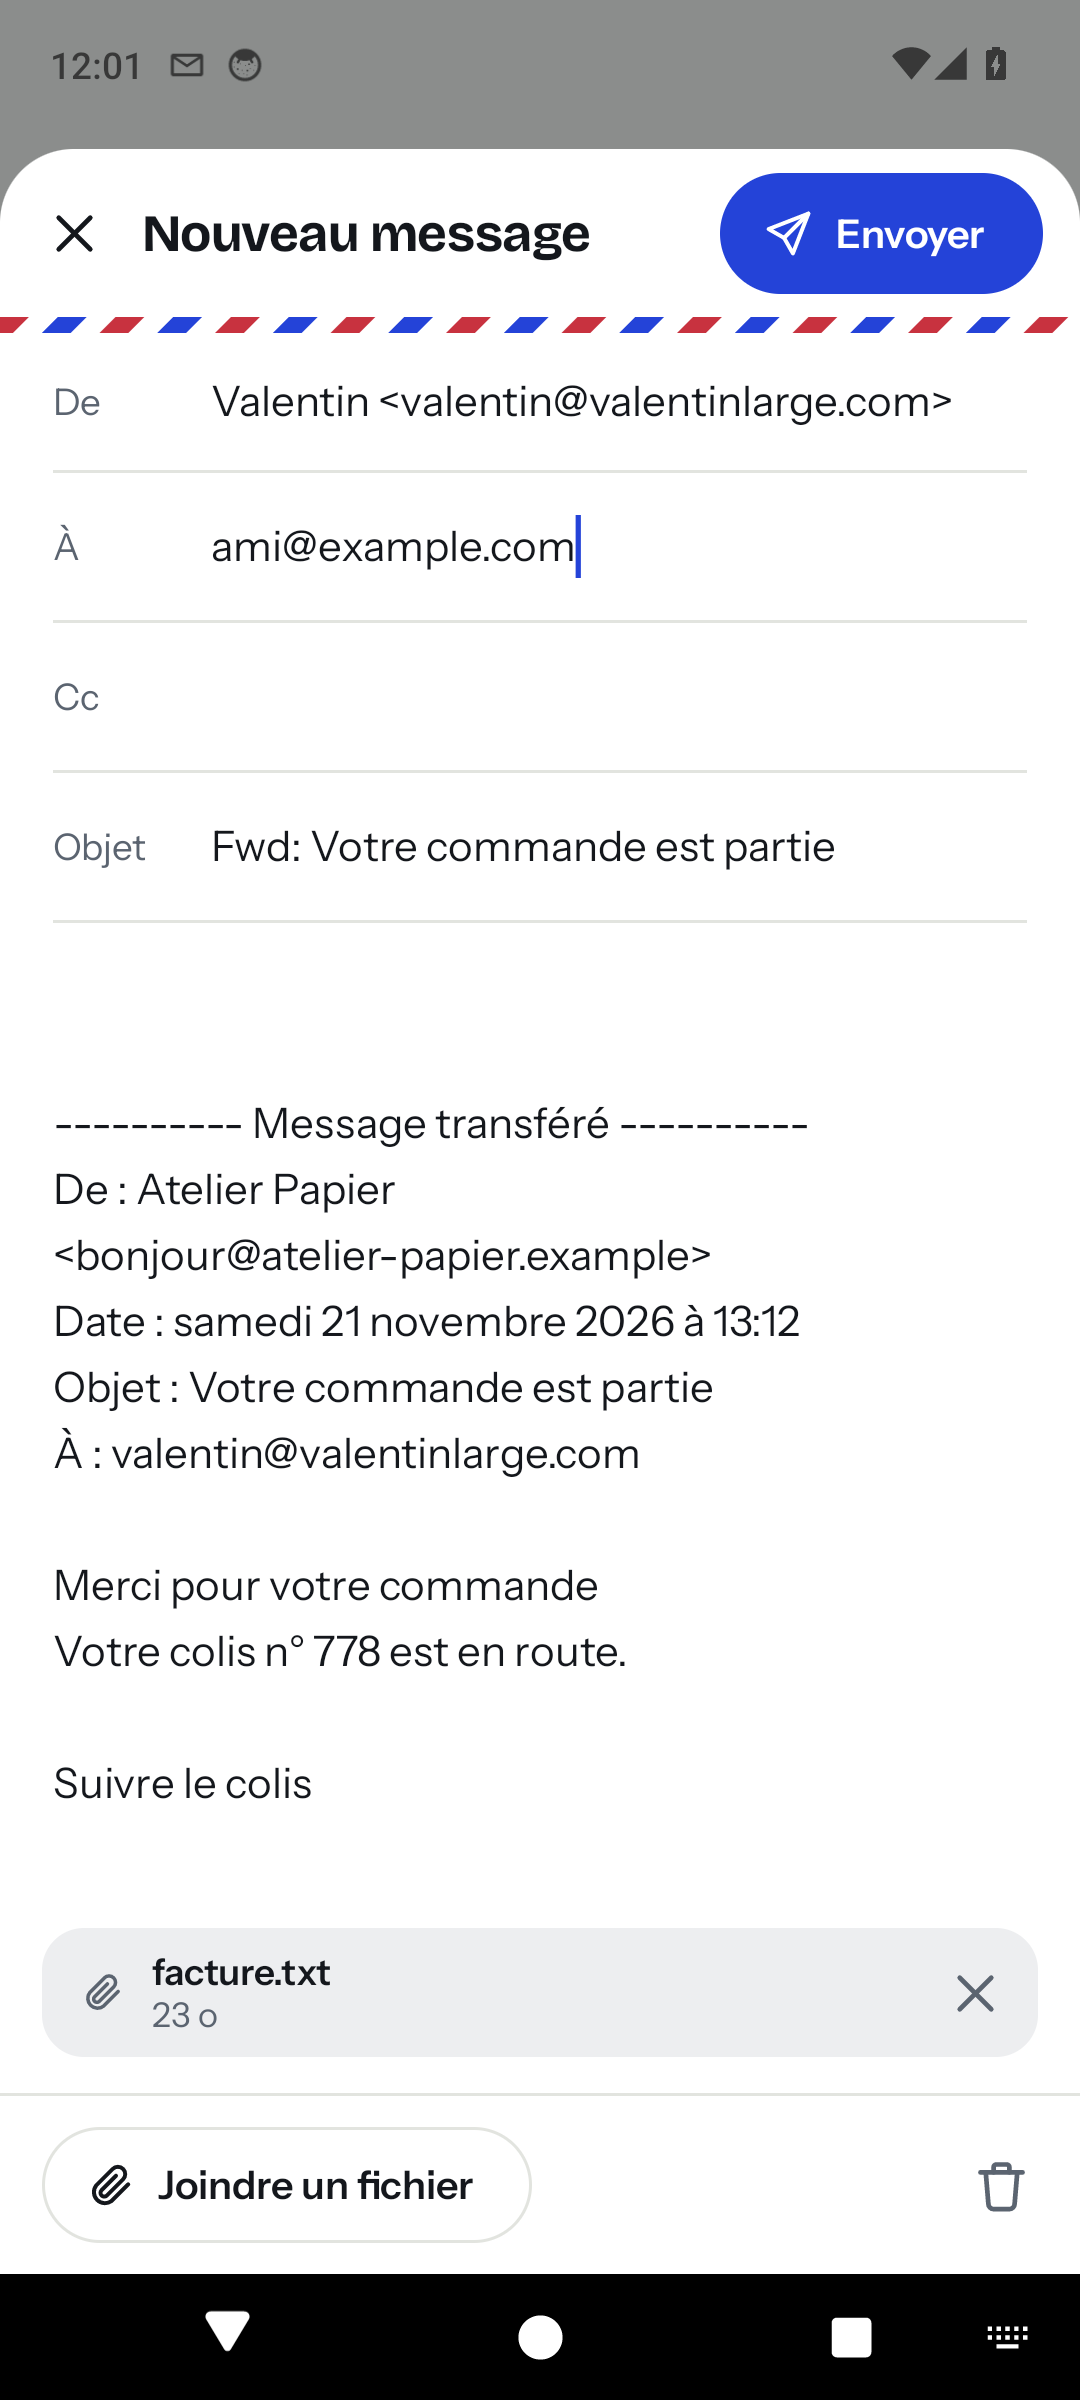 12:01
Nouveau message
Envoyer
De Valentin <valentin@valentinlarge.com>
À ami@example.com
Cc
Objet Fwd: Votre commande est partie
---------- Message transféré ----------
De : Atelier Papier
<bonjour@atelier-papier.example>
Date : samedi 21 novembre 2026 à 13:12
Objet : Votre commande est partie
À : valentin@valentinlarge.com
Merci pour votre commande
Votre colis n° 778 est en route.
Suivre le colis
facture.txt
23 o
Joindre un fichier